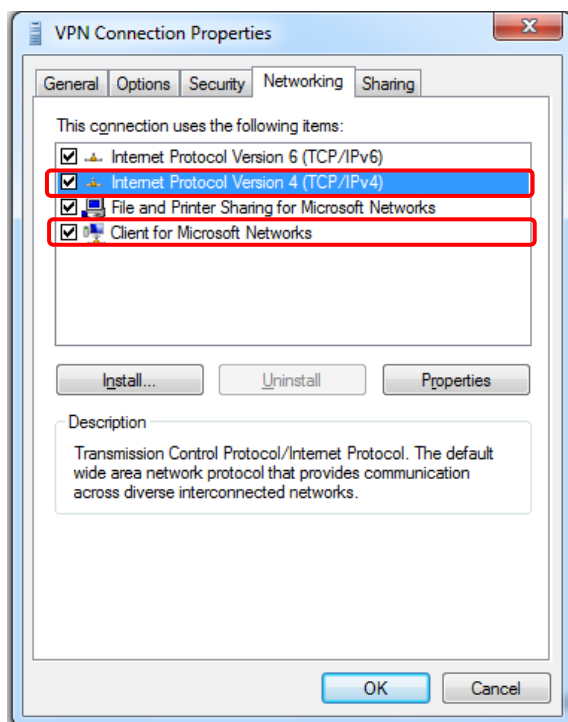 VPN Connection Properties
General Options Security Networking Sharing
This connection uses the following items:
Internet Protocol Version 6 (TCP/IPv6)
Internet Protocol Version 4 (TCP/IPv4)
File and Printer Sharing for Microsoft Networks
Client for Microsoft Networks
Install... Uninstall Properties
Description
Transmission Control Protocol/Internet Protocol. The default
wide area network protocol that provides communication
across diverse interconnected networks.
OK Cancel